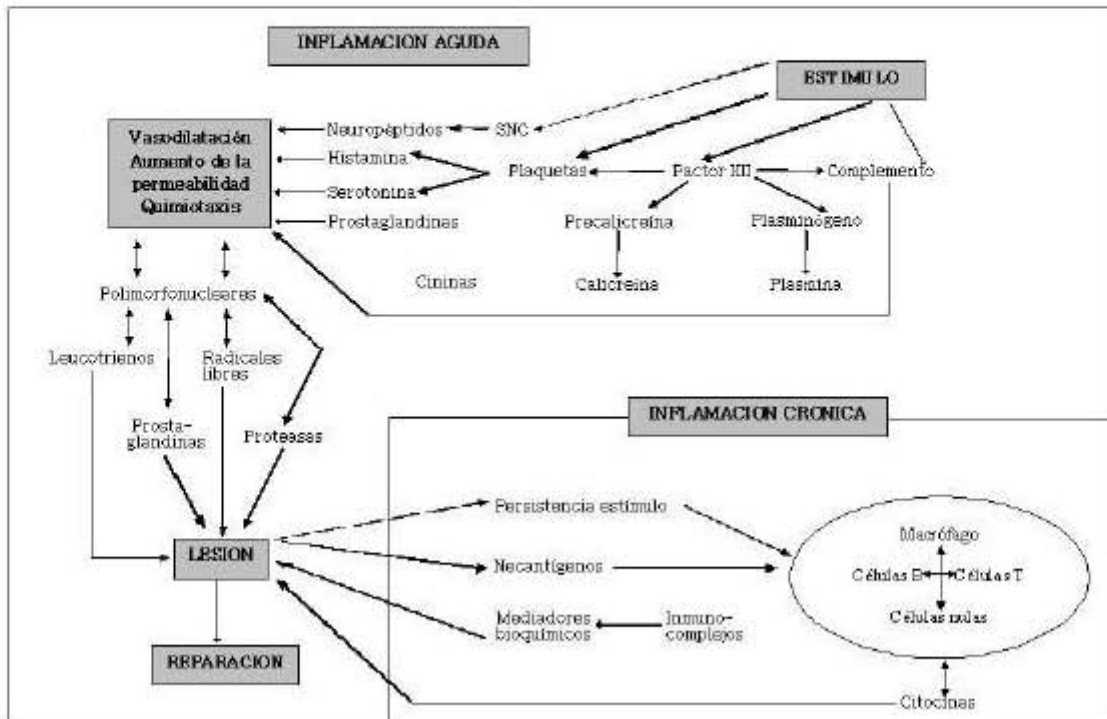 INFLAMACION AGUDA
ESTIMULO
Vasodilatación
Aumento de la
permeabilidad
Quimiotaxis
Neuropéptidos
SNC
Histamina
Plaquetas
Factor XII
Complemento
Serotonina
Prostaglandinas
Precalicreína
Plasminógeno
Cininas
Calicreína
Plasmina
Polimorfonucleares
Leucotrienos
Radicales
libres
Prosta-
glandinas
Proteasas
INFLAMACION CRONICA
Persistencia estímulo
Macrófago
LESION
Necantígenos
Células B
Células T
Células nulas
Mediadores
bioquímicos
Inmuno-
complejos
REPARACION
Citocinas